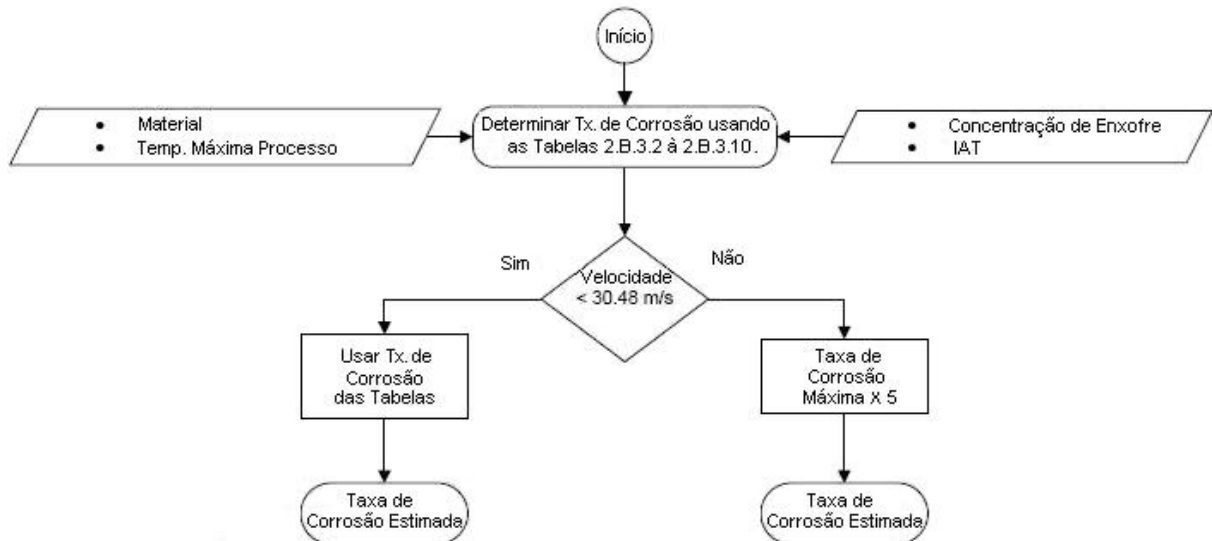 Início
• Material
• Temp. Máxima Processo
Determinar Tx. de Corrosão usando
as Tabelas 2.B.3.2 à 2.B.3.10.
• Concentração de Enxofre
• IAT
Sim
Não
Velocidade
< 30.48 m/s
Usar Tx. de
Corrosão
das Tabelas
Taxa de
Corrosão
Máxima X 5
Taxa de
Corrosão Estimada
Taxa de
Corrosão Estimada